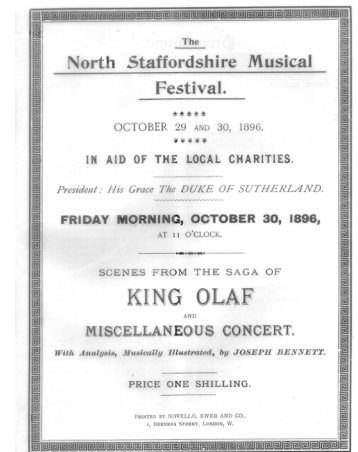 The
North Staffordshire Musical
Festival.
OCTOBER 29 AND 30, 1896.
IN AID OF THE LOCAL CHARITIES.
President: His Grace The DUKE OF SUTHERLAND.
FRIDAY MORNING, OCTOBER 30, 1896,
AT 11 O'CLOCK.
SCENES FROM THE SAGA OF
KING OLAF
AND
MISCELLANEOUS CONCERT.
With Analysis, Musically Illustrated, by JOSEPH BENNETT.
PRICE ONE SHILLING.
PRINTED BY NOVELLO, EWER AND CO.,
1, BERNERS STREET, LONDON, W.